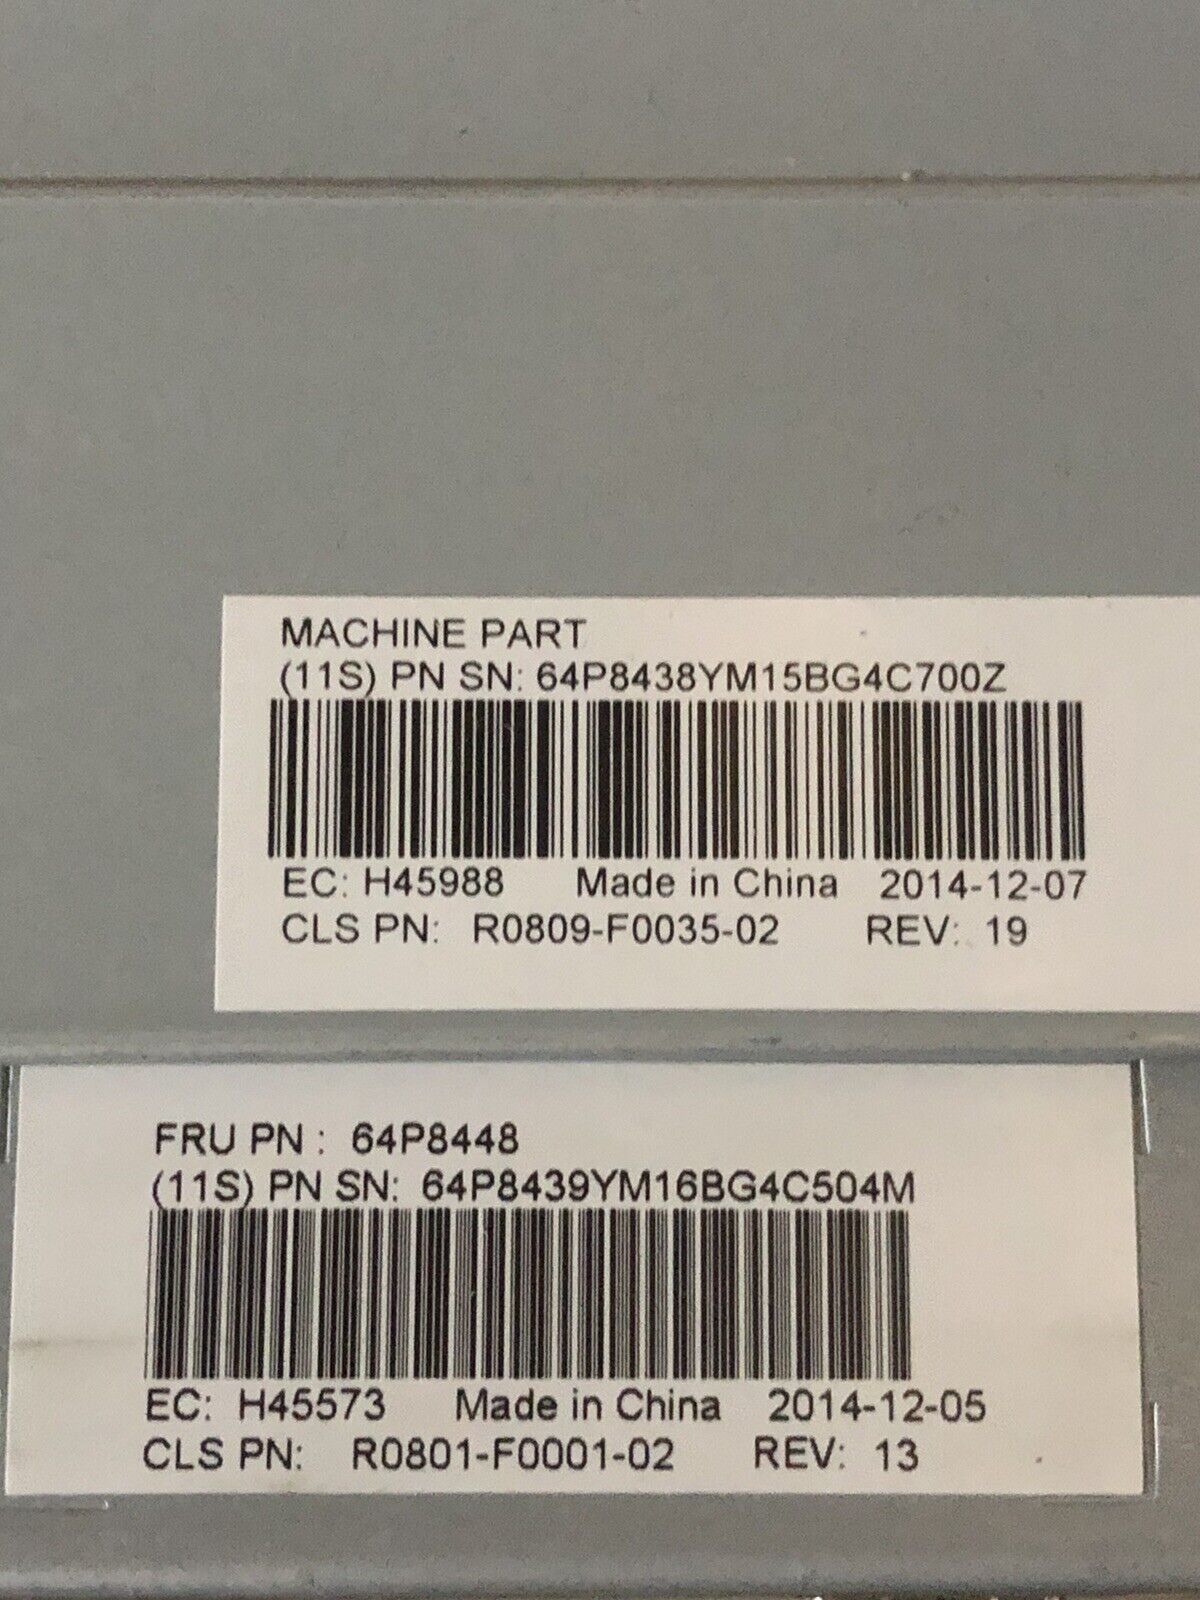 MACHINE PART
(11S) PN SN: 64P8438YM15BG4C700Z
EC: H45988 Made in China 2014-12-07
CLS PN: R0809-F0035-02 REV: 19
FRU PN : 64P8448
(11S) PN SN: 64P8439YM16BG4C504M
EC: H45573 Made in China 2014-12-05
CLS PN: R0801-F0001-02 REV: 13